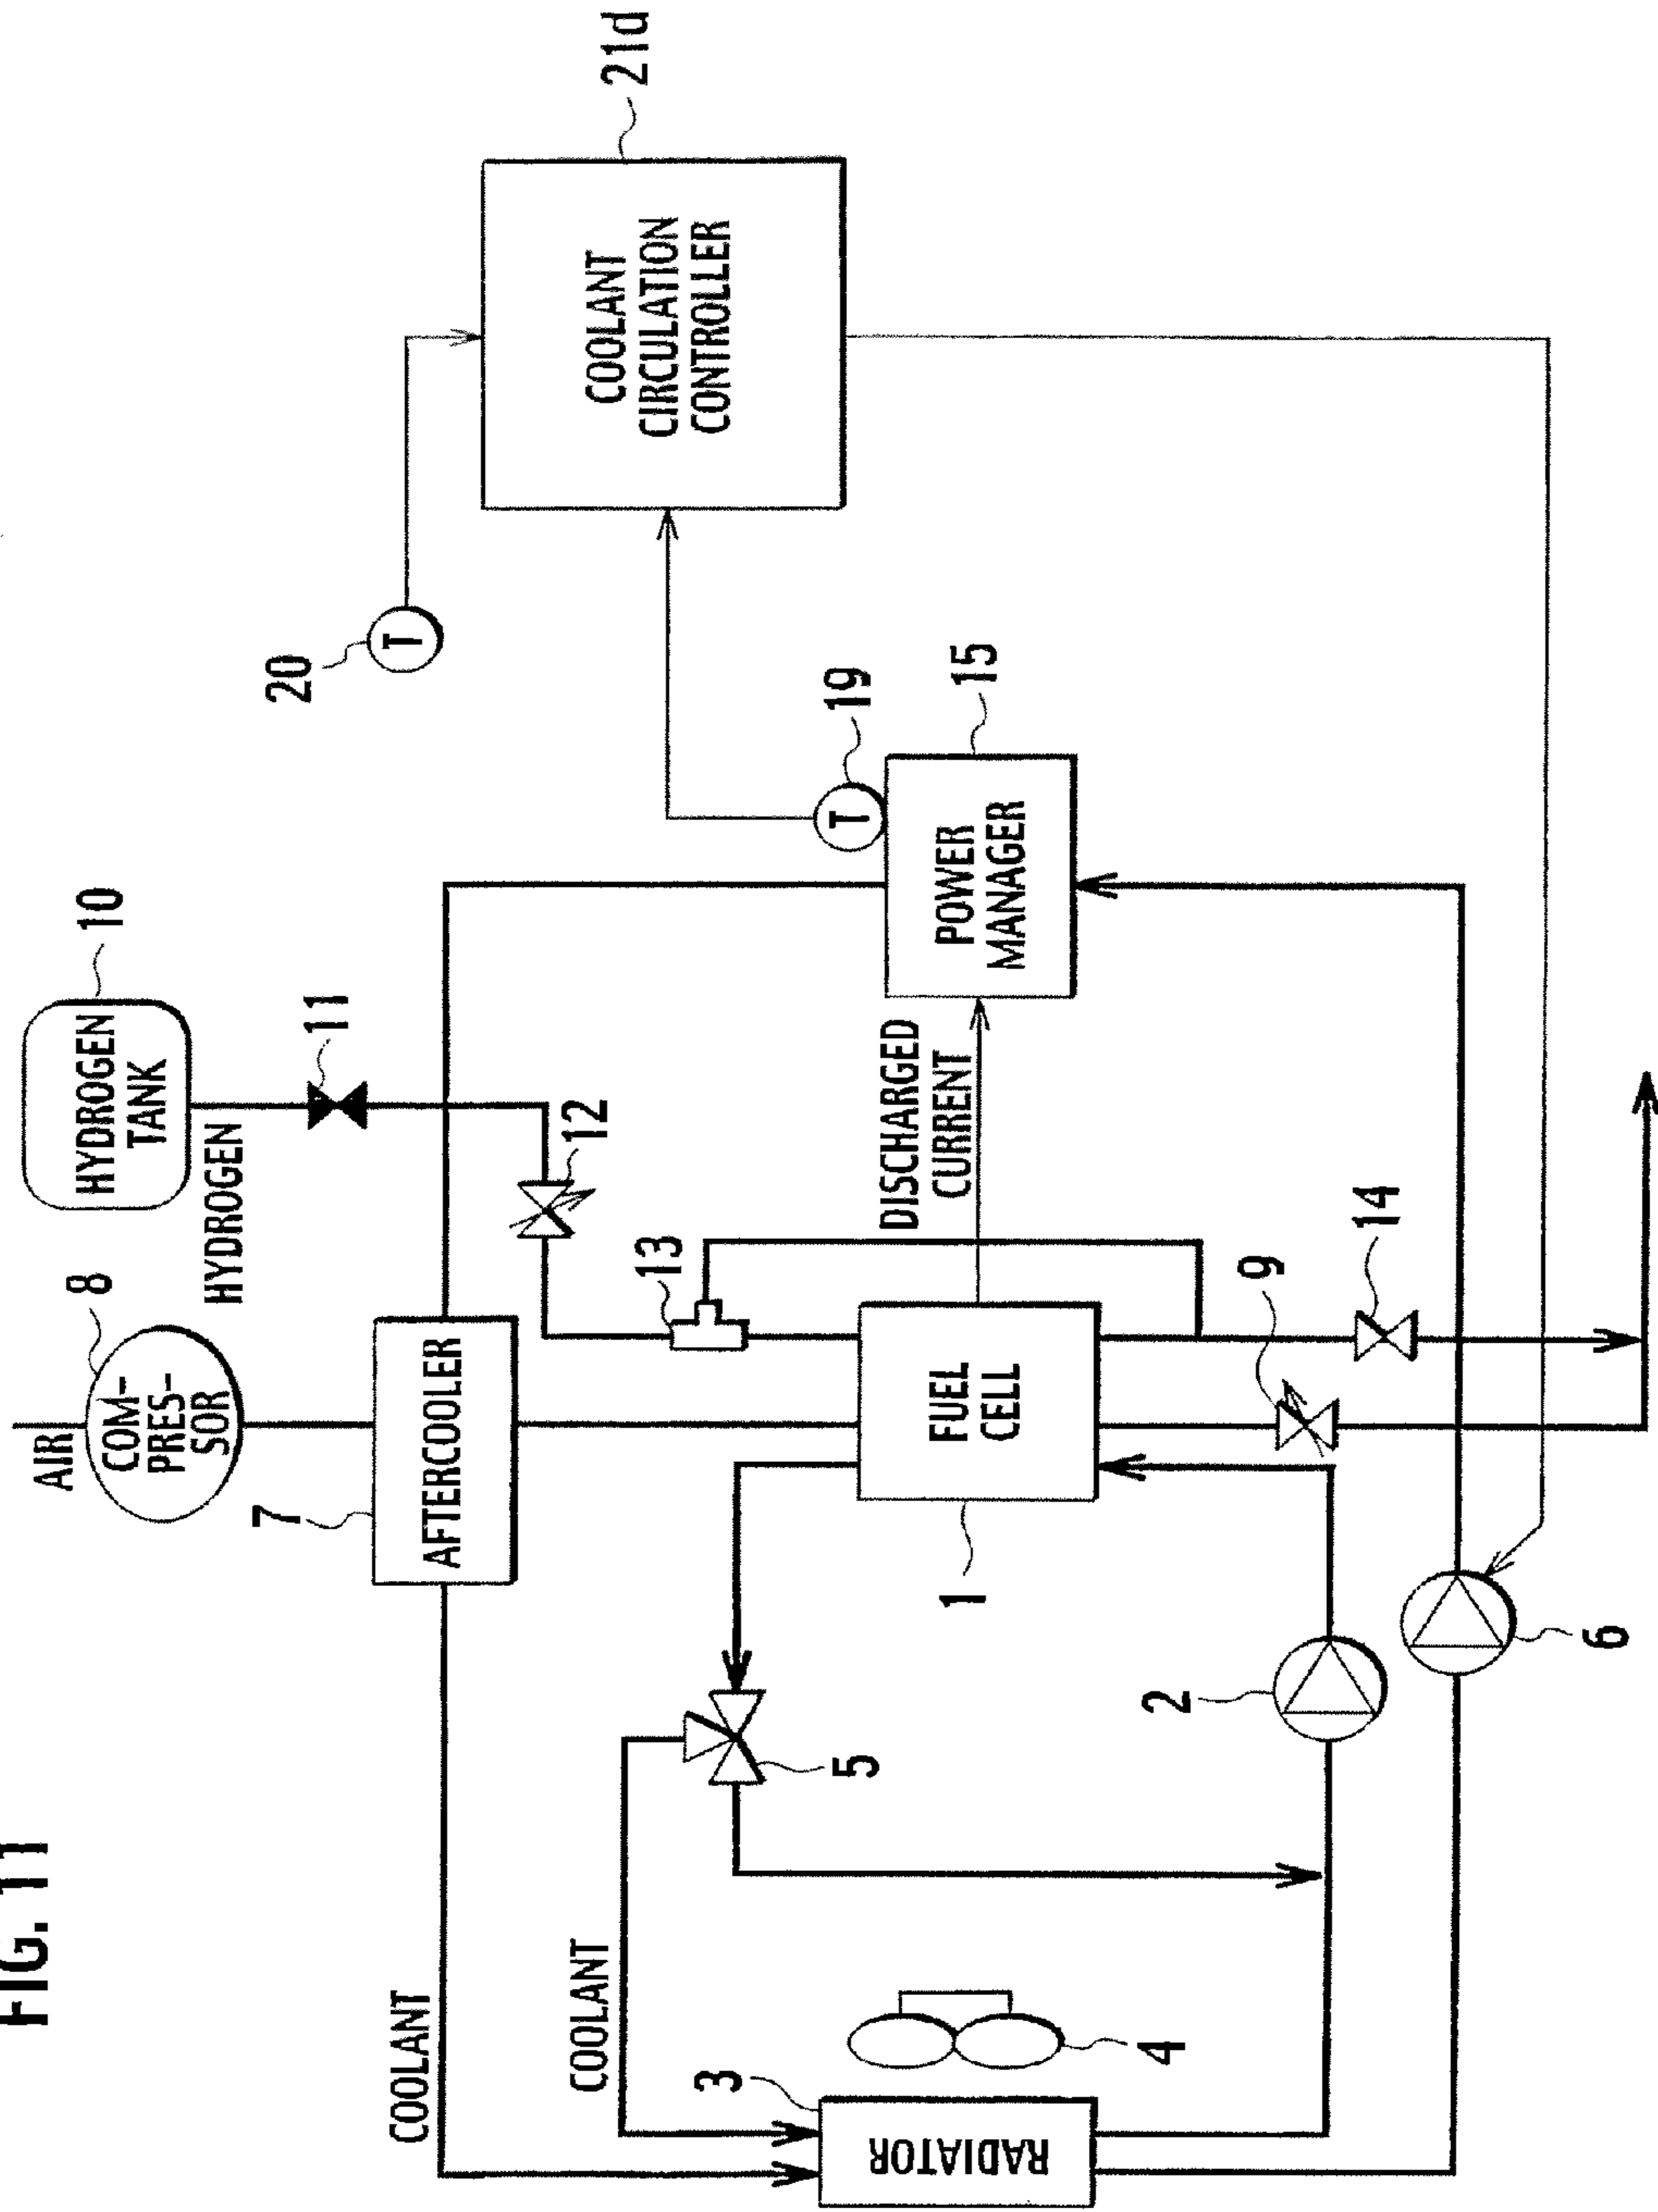 FIG. 11
AIR
8
COM-
PRES-
SOR
HYDROGEN
TANK
10
HYDROGEN
11
7
AFTERCOOLER
12
13
20
T
COOLANT
CIRCULATION
CONTROLLER
21d
COOLANT
COOLANT
5
FUEL
CELL
1
DISCHARGED
CURRENT
T
19
POWER
MANAGER
15
3
RADIATOR
4
2
9
14
6